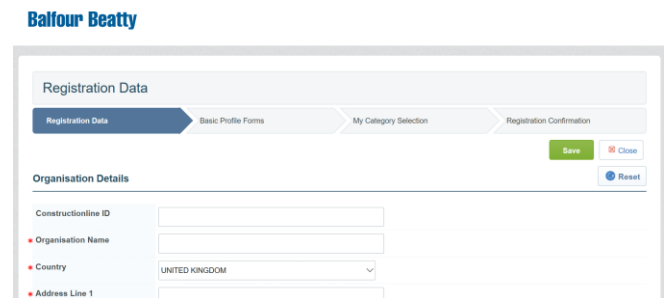 Balfour Beatty
Registration Data
Registration Data Basic Profile Forms My Category Selection Registration Confirmation
Save Close
Organisation Details Reset
Constructionline ID
* Organisation Name
* Country UNITED KINGDOM
* Address Line 1